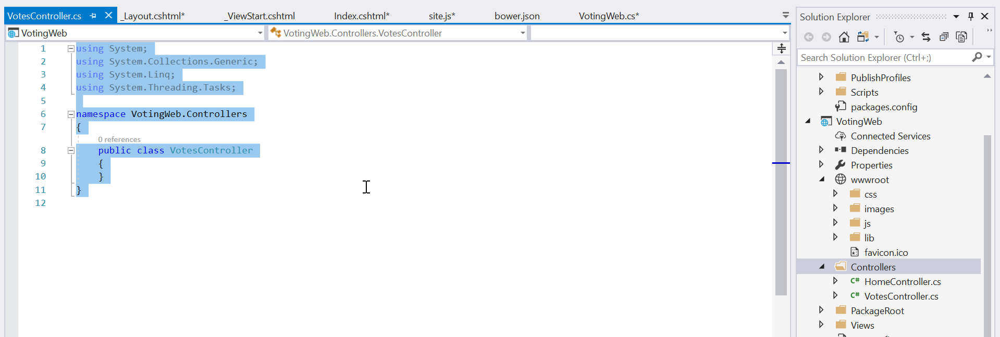 VotesController.cs
_Layout.cshtml*
_ViewStart.cshtml
Index.cshtml*
site.js*
bower.json
VotingWeb.cs*
VotingWeb
VotingWeb.Controllers.VotesController
1 using System;
2 using System.Collections.Generic;
3 using System.Linq;
4 using System.Threading.Tasks;
5
6 namespace VotingWeb.Controllers
7 {
0 references
8 public class VotesController
9 {
10 }
11 }
12
Solution Explorer
Search Solution Explorer (Ctrl+;)
PublishProfiles
Scripts
packages.config
VotingWeb
Connected Services
Dependencies
Properties
wwwroot
css
images
js
lib
favicon.ico
Controllers
C# HomeController.cs
C# VotesController.cs
PackageRoot
Views